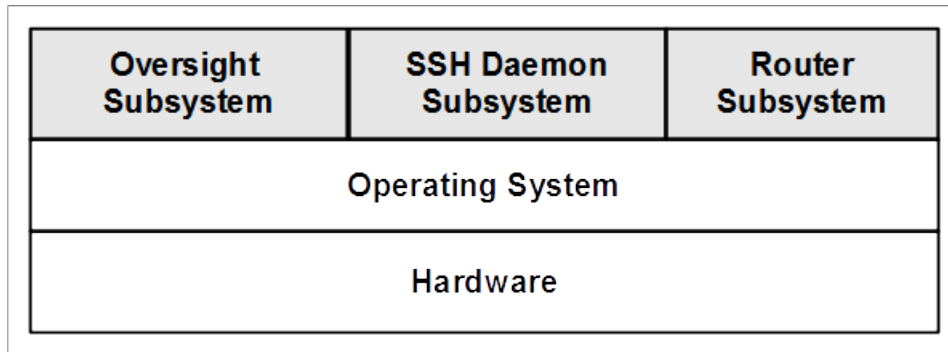 Oversight
Subsystem
SSH Daemon
Subsystem
Router
Subsystem
Operating System
Hardware